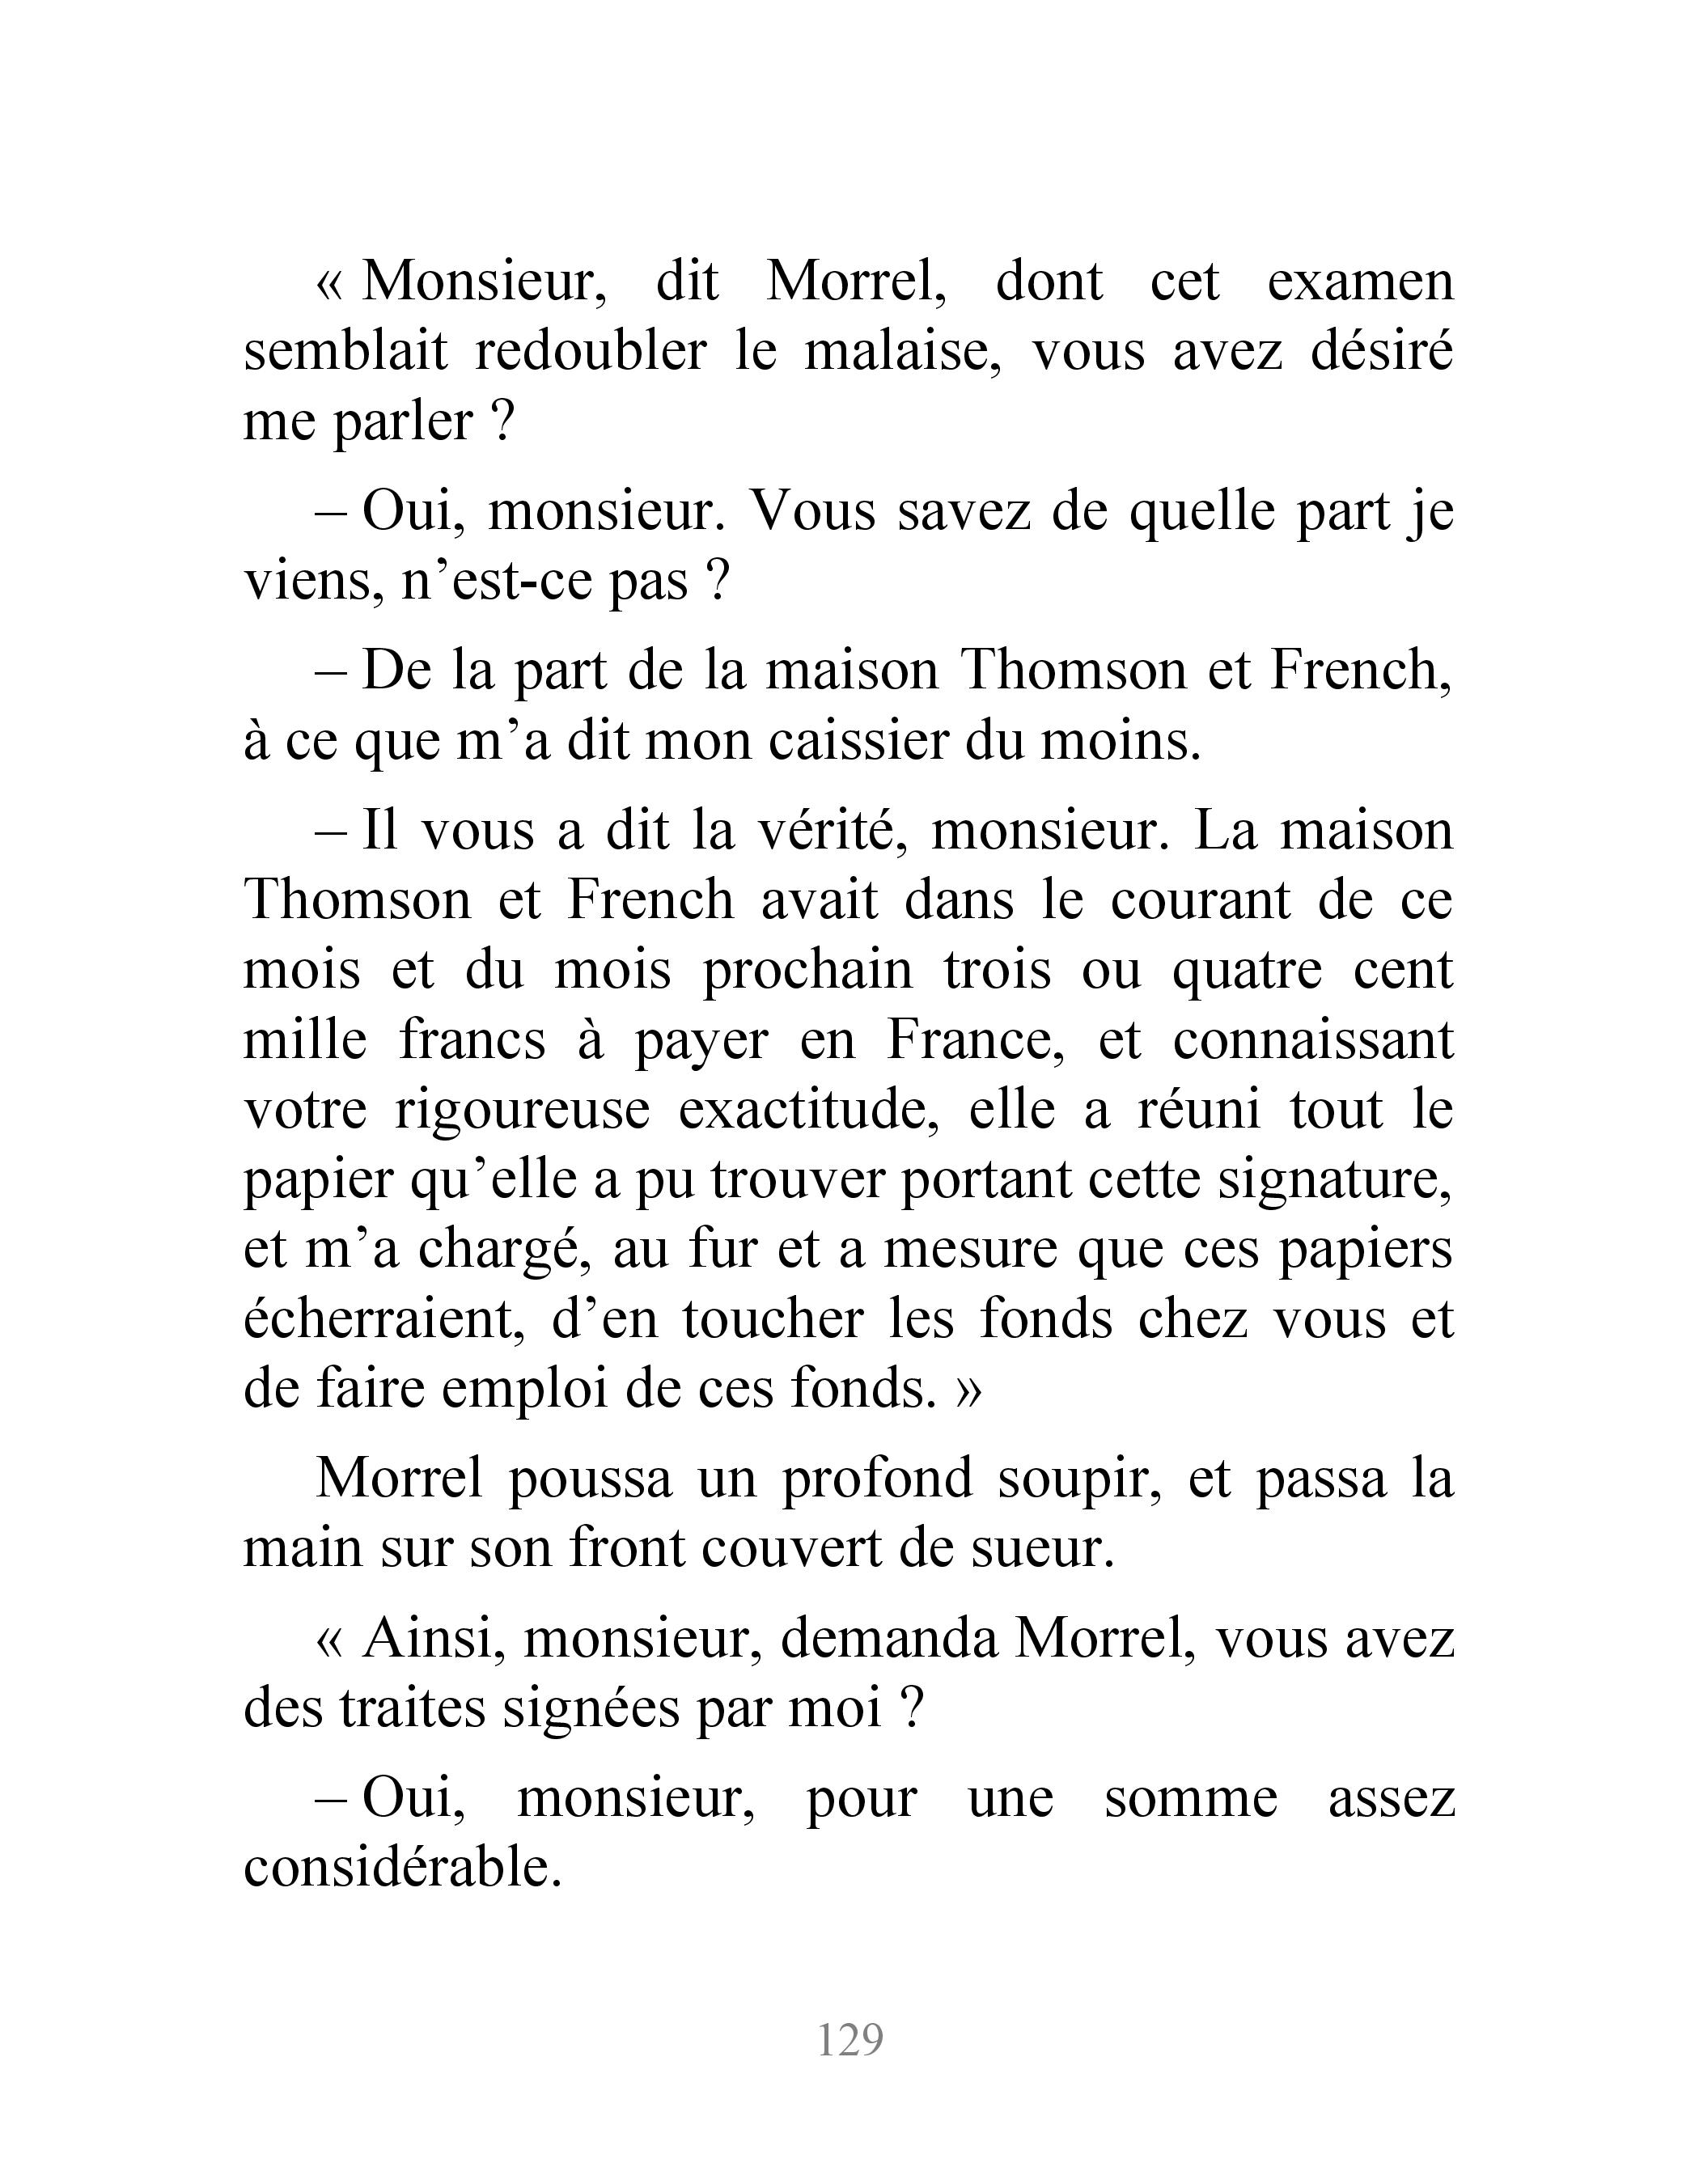 « Monsieur, dit Morrel, dont cet examen
semblait redoubler le malaise, vous avez désiré
me parler ?
– Oui, monsieur. Vous savez de quelle part je
viens, n’est-ce pas ?
– De la part de la maison Thomson et French,
à ce que m’a dit mon caissier du moins.
– Il vous a dit la vérité, monsieur. La maison
Thomson et French avait dans le courant de ce
mois et du mois prochain trois ou quatre cent
mille francs à payer en France, et connaissant
votre rigoureuse exactitude, elle a réuni tout le
papier qu’elle a pu trouver portant cette signature,
et m’a chargé, au fur et a mesure que ces papiers
écherraient, d’en toucher les fonds chez vous et
de faire emploi de ces fonds. »
Morrel poussa un profond soupir, et passa la
main sur son front couvert de sueur.
« Ainsi, monsieur, demanda Morrel, vous avez
des traites signées par moi ?
– Oui, monsieur, pour une somme assez
considérable.
129